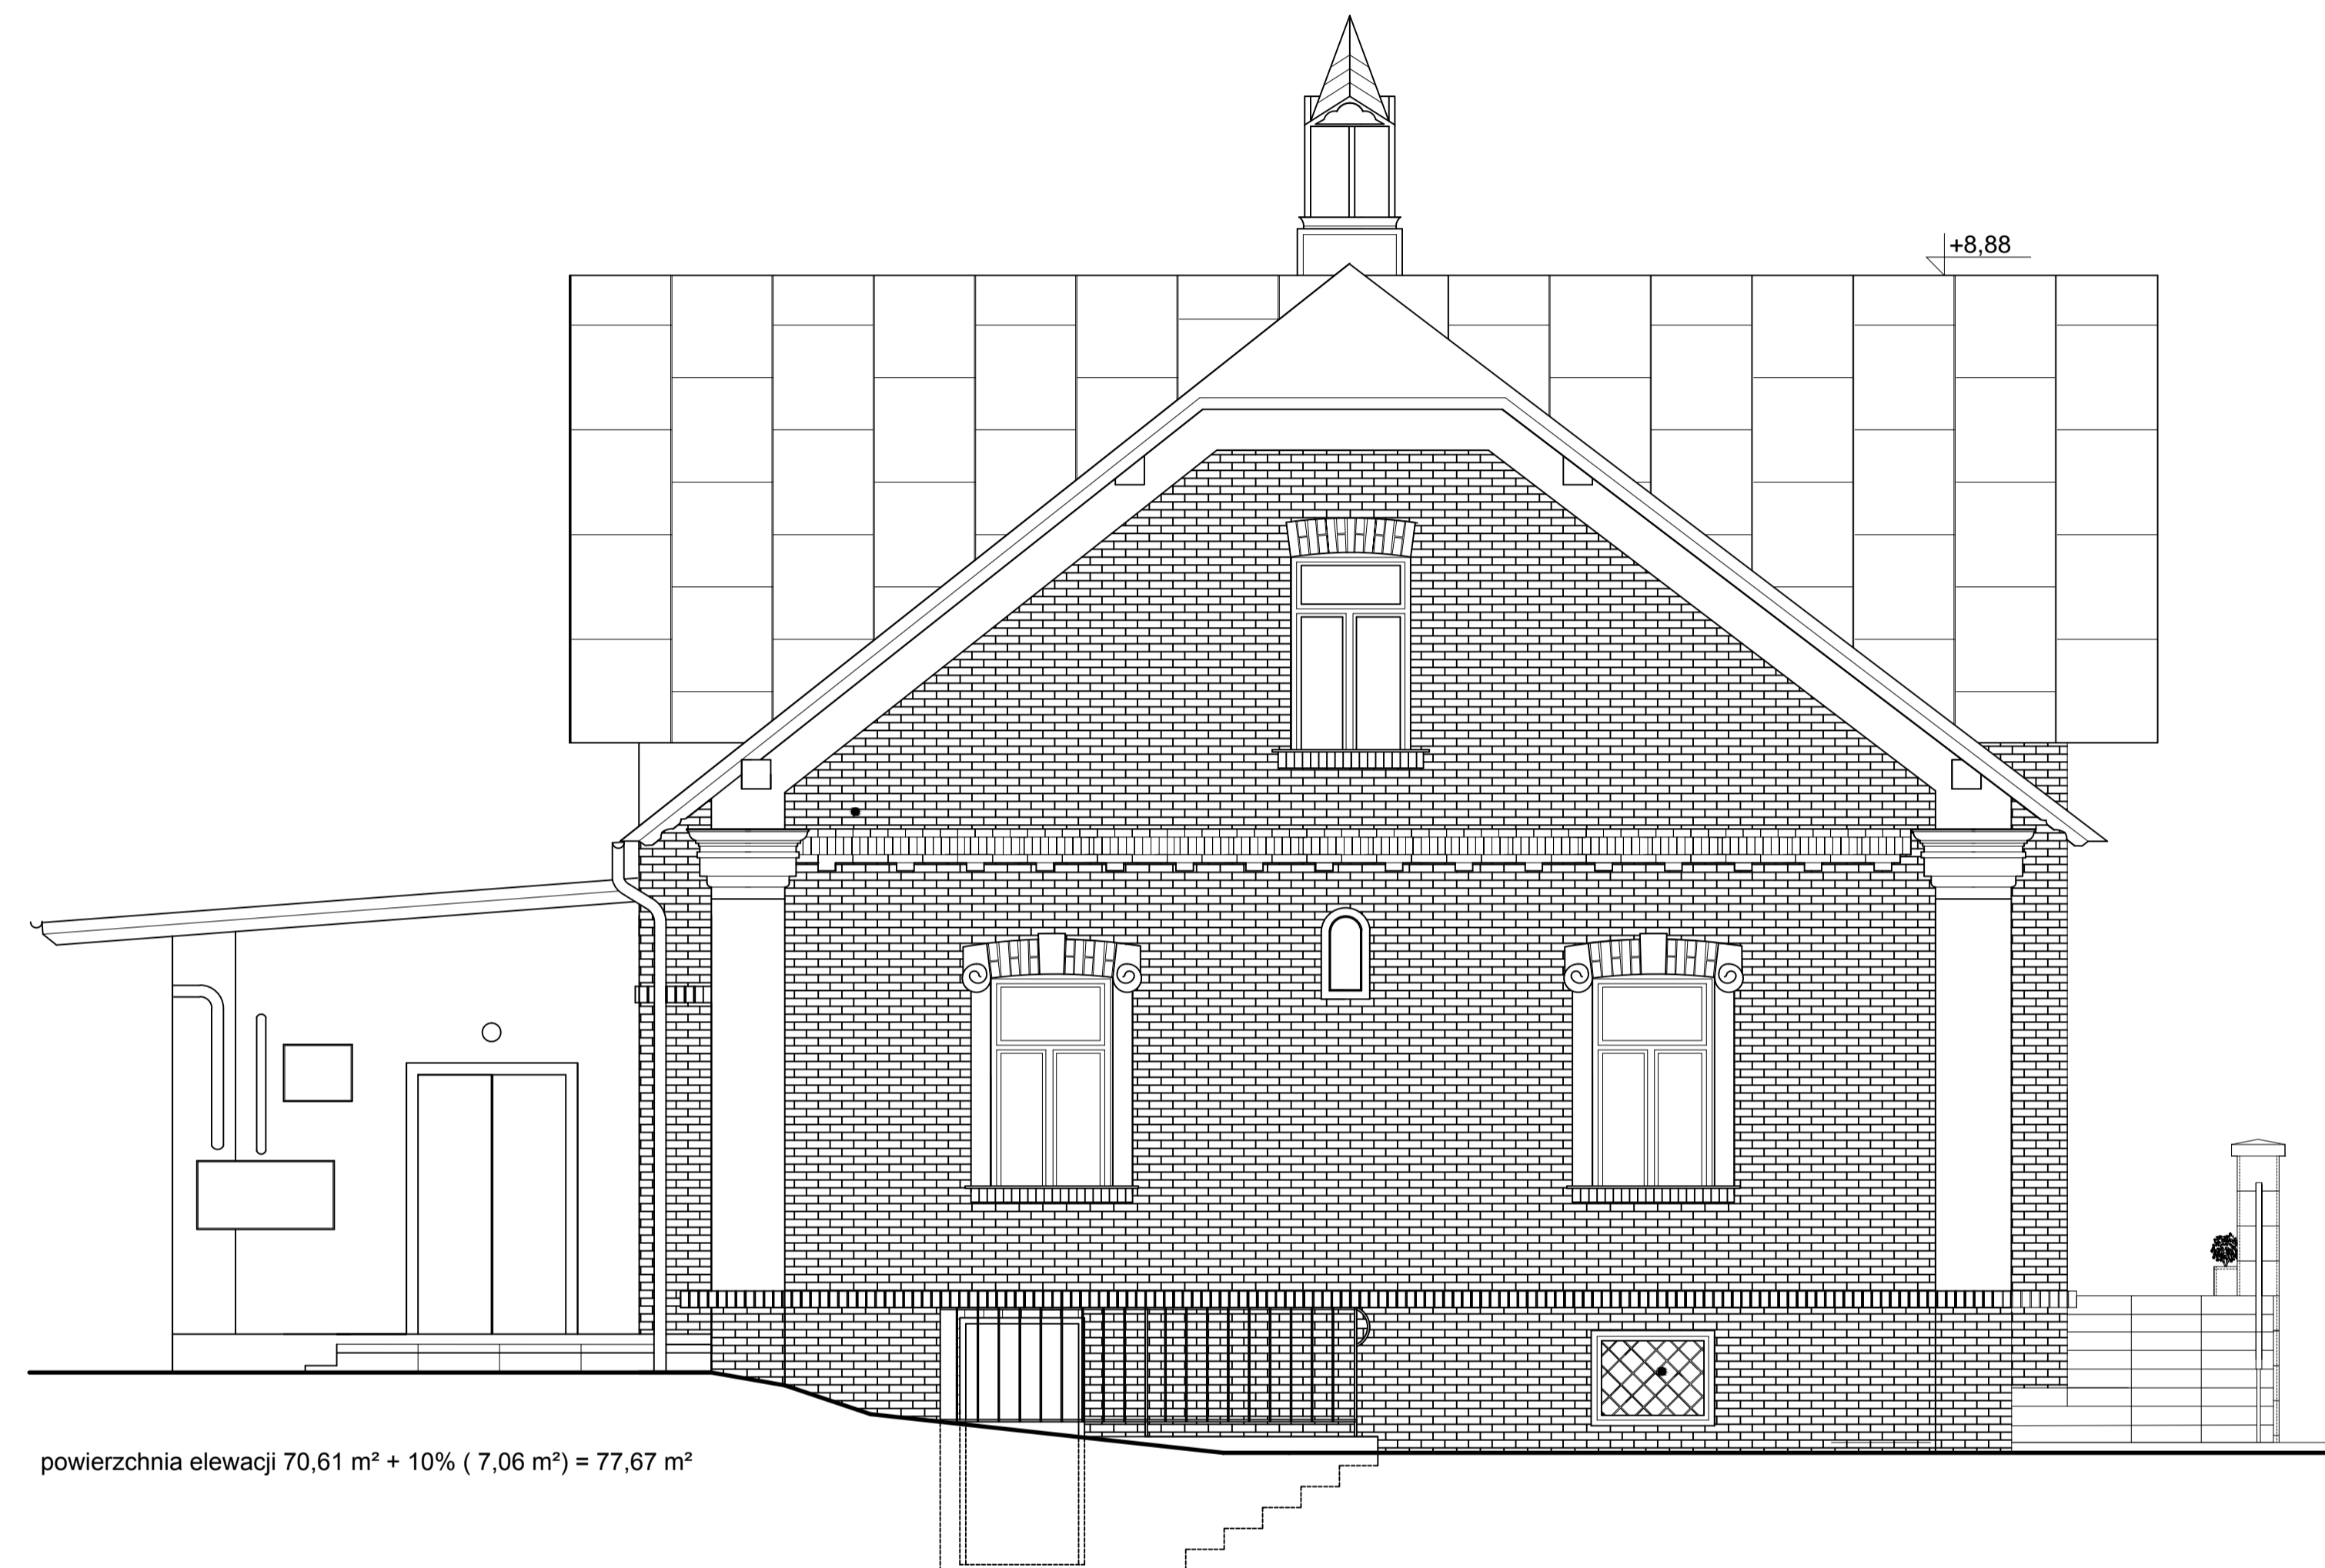 +8,88
powierzchnia elewacji 70,61 m² + 10% ( 7,06 m²) = 77,67 m²